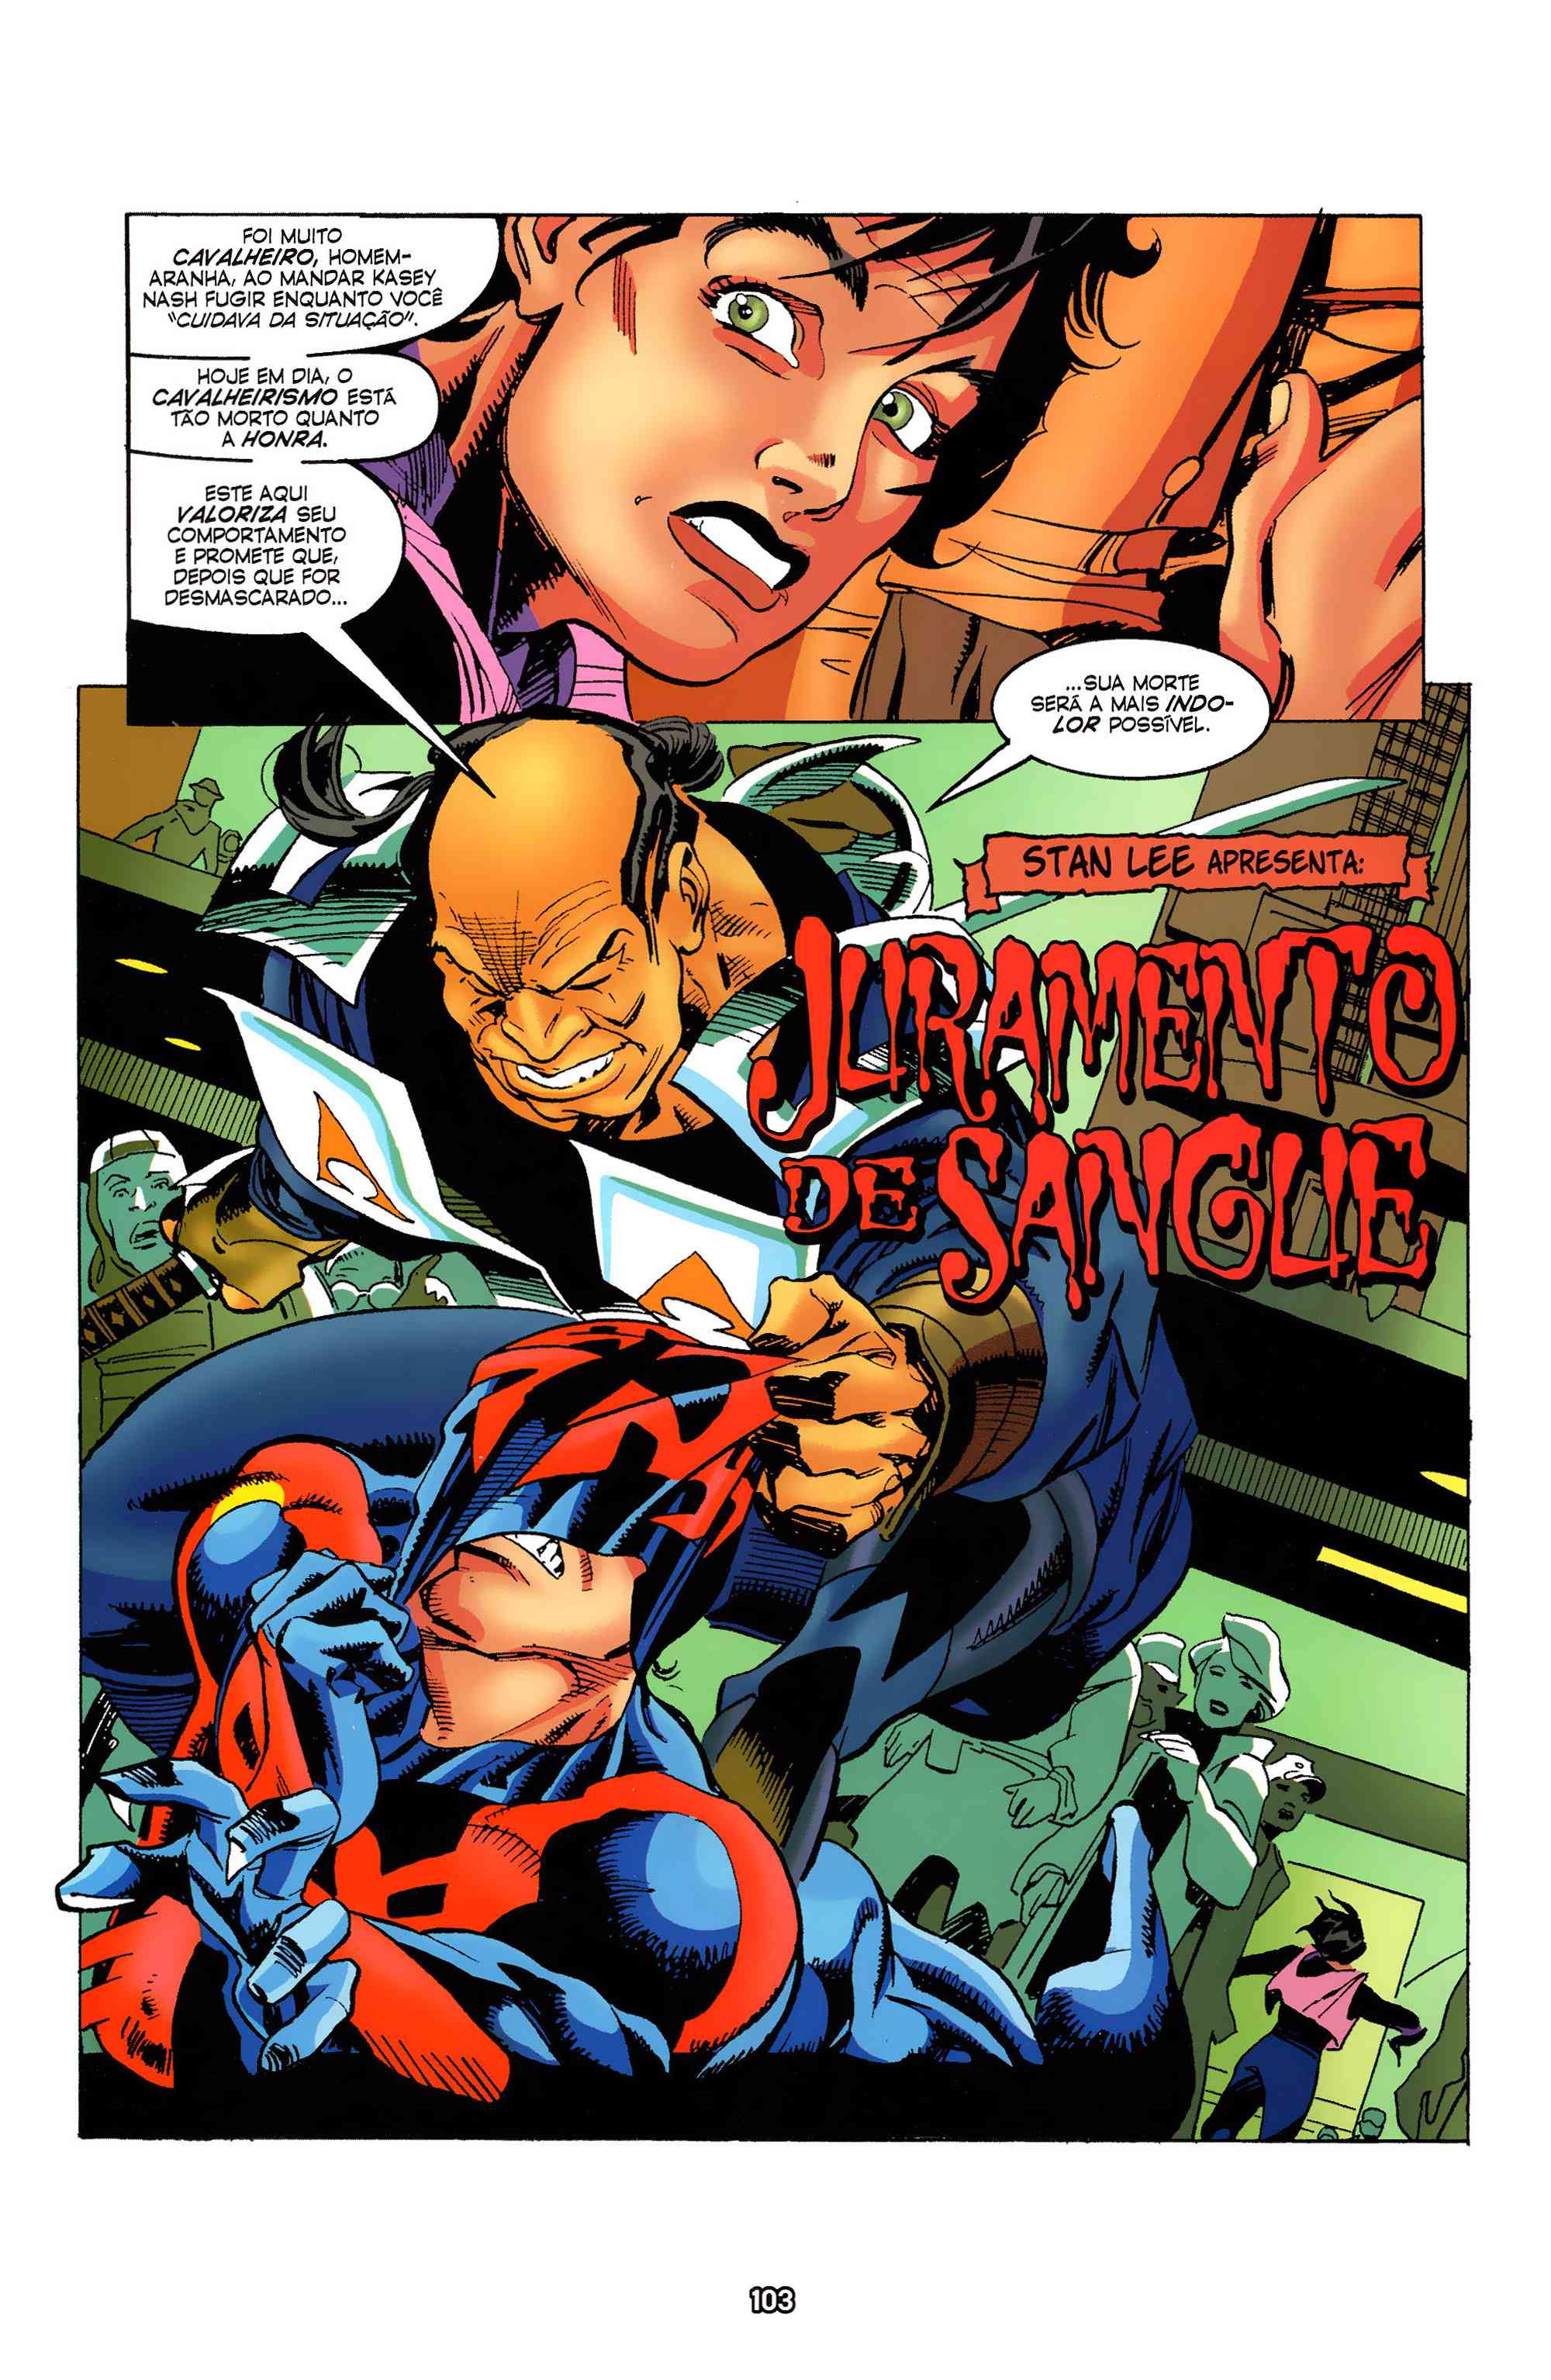 FOI MUITO
CAVALHEIRO, HOMEM-
ARANHA, AO MANDAR KASEY
NASH FUGIR ENQUANTO VOCÊ
"CUIDAVA DA SITUAÇÃO".
HOJE EM DIA, O
CAVALHEIRISMO ESTÁ
TÃO MORTO QUANTO
A HONRA.
ESTE AQUI
VALORIZA SEU
COMPORTAMENTO
E PROMETE QUE,
DEPOIS QUE FOR
DESMASCARADO...
...SUA MORTE
SERÁ A MAIS INDO-
LOR POSSÍVEL.
STAN LEE APRESENTA:
JURAMENTO
DE SANGUE
103